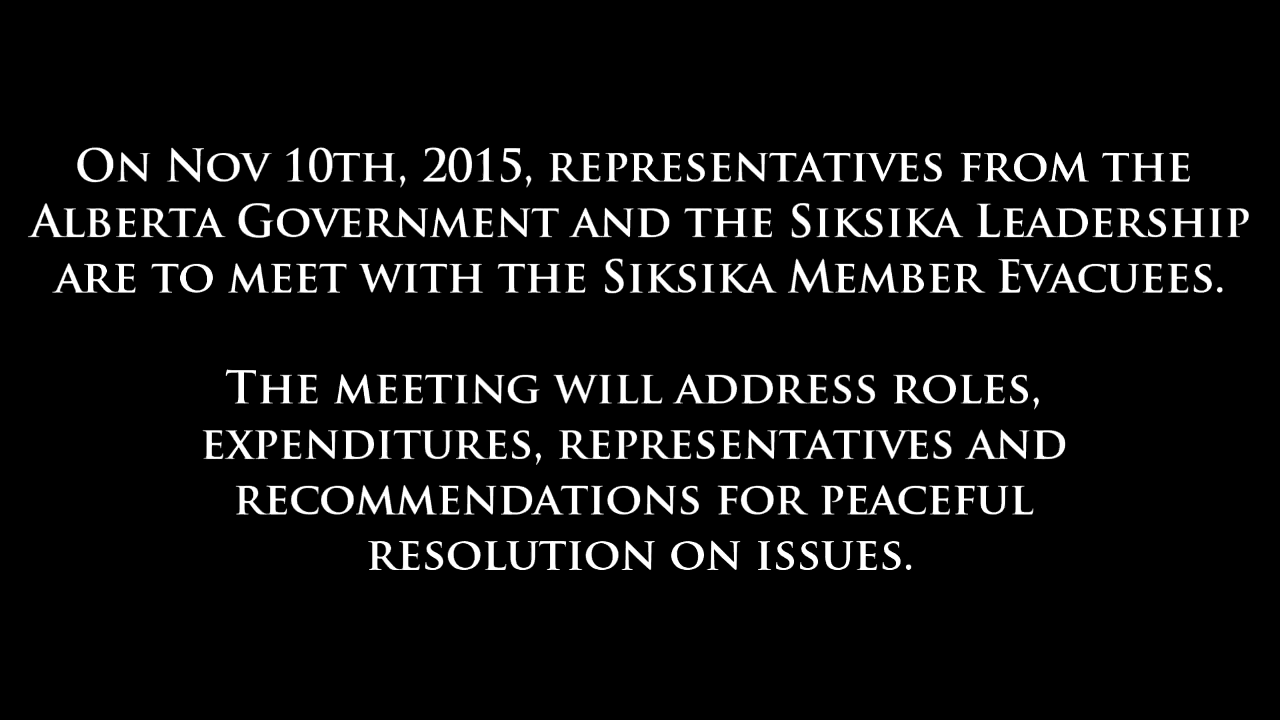 On Nov 10th, 2015, representatives from the
Alberta Government and the Siksika Leadership
are to meet with the Siksika Member Evacuees.
The meeting will address roles,
expenditures, representatives and
recommendations for peaceful
resolution on issues.